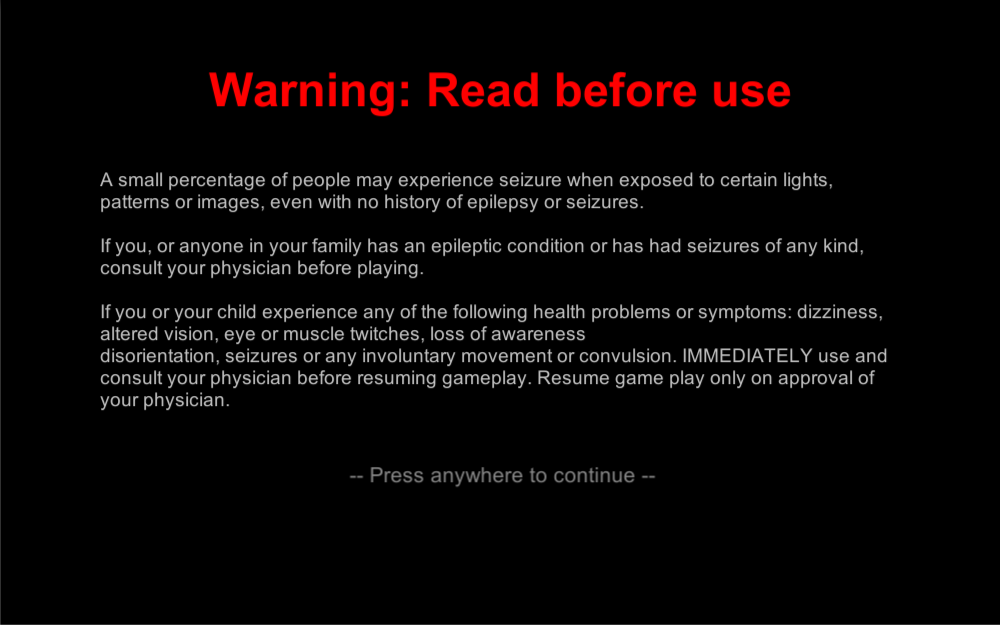 Warning: Read before use
A small percentage of people may experience seizure when exposed to certain lights,
patterns or images, even with no history of epilepsy or seizures.
If you, or anyone in your family has an epileptic condition or has had seizures of any kind,
consult your physician before playing.
If you or your child experience any of the following health problems or symptoms: dizziness,
altered vision, eye or muscle twitches, loss of awareness
disorientation, seizures or any involuntary movement or convulsion. IMMEDIATELY use and
consult your physician before resuming gameplay. Resume game play only on approval of
your physician.
-- Press anywhere to continue --